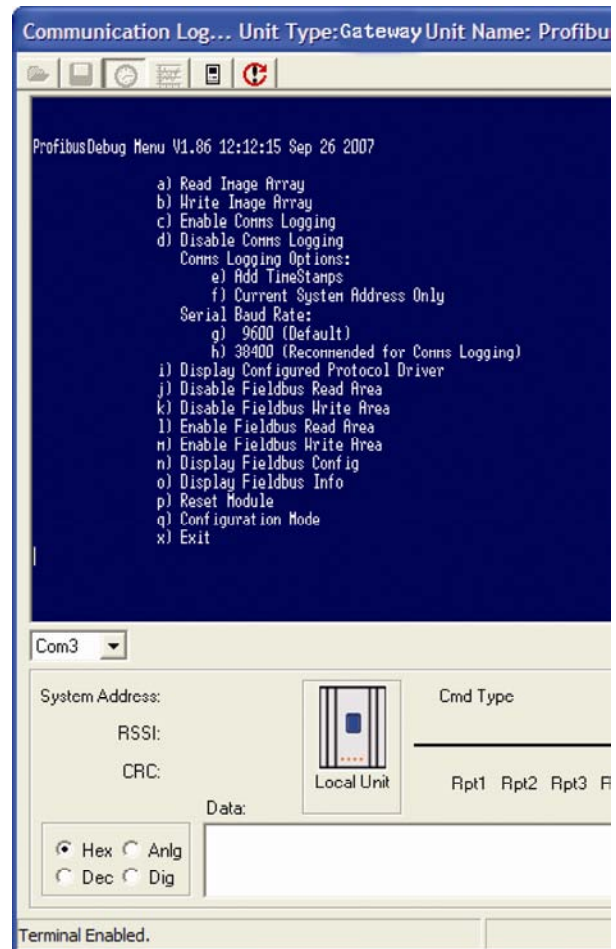 Communication Log... Unit Type:Gateway Unit Name: Profibu
ProfibusDebug Menu V1.86 12:12:15 Sep 26 2007
a) Read Image Array
b) Write Image Array
c) Enable Comms Logging
d) Disable Comms Logging
Comms Logging Options:
e) Add TimeStamps
f) Current System Address Only
Serial Baud Rate:
g) 9600 (Default)
h) 38400 (Recommended for Comms Logging)
i) Display Configured Protocol Driver
j) Disable Fieldbus Read Area
k) Disable Fieldbus Write Area
l) Enable Fieldbus Read Area
m) Enable Fieldbus Write Area
n) Display Fieldbus Config
o) Display Fieldbus Info
p) Reset Module
q) Configuration Mode
x) Exit
Com3
System Address:
Cmd Type
RSSI:
CRC:
Local Unit
Rpt1 Rpt2 Rpt3
Data:
Hex Anlg
Dec Dig
Terminal Enabled.